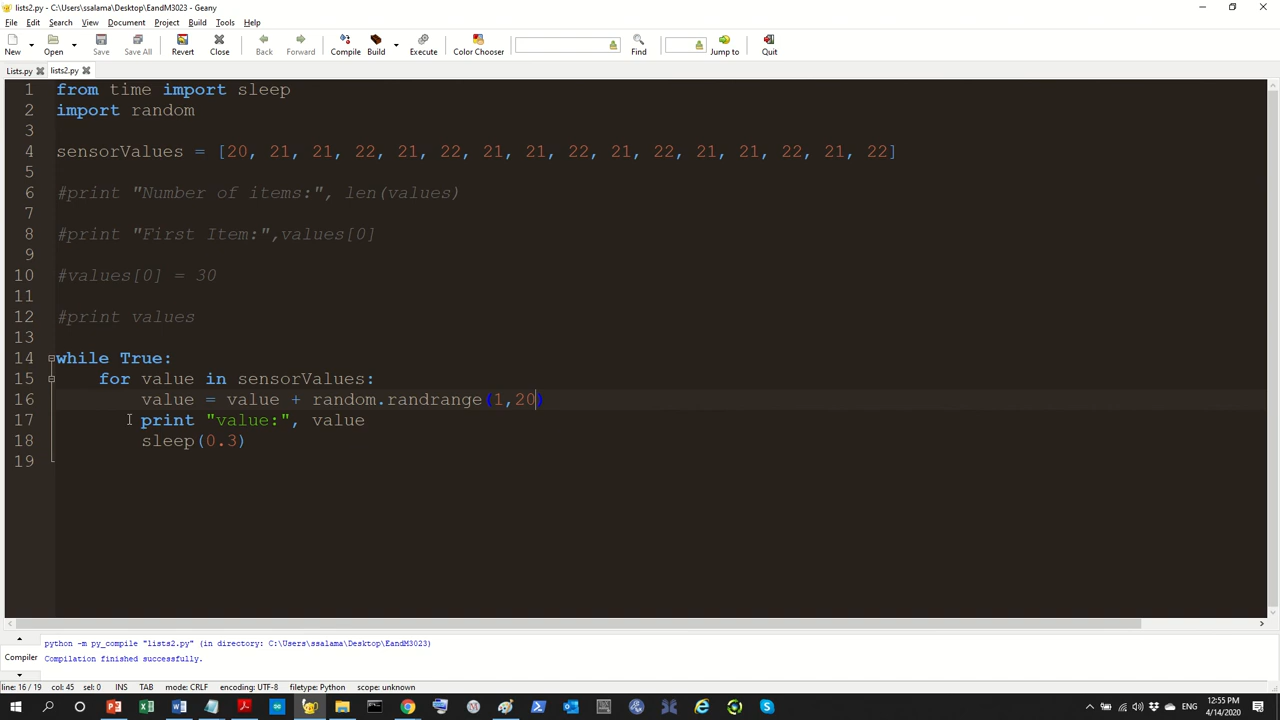 lists2.py - C:\Users\ssalama\Desktop\EandM3023 - Geany
File Edit Search View Document Project Build Tools Help
New Open Save Save All Revert Close Back Forward Compile Build Execute Color Chooser Find Jump to Quit
Lists.py lists2.py
1 from time import sleep
2 import random
3
4 sensorValues = [20, 21, 21, 22, 21, 22, 21, 21, 22, 21, 22, 21, 21, 22, 21, 22]
5
6 #print "Number of items:", len(values)
7
8 #print "First Item:",values[0]
9
10 #values[0] = 30
11
12 #print values
13
14 while True:
15 for value in sensorValues:
16 value = value + random.randrange(1,20)
17 print "value:", value
18 sleep(0.3)
19
python -m py_compile "lists2.py" (in directory: C:\Users\ssalama\Desktop\EandM3023)
Compiler Compilation finished successfully.
line: 16 / 19 col: 45 sel: 0 INS TAB mode: CRLF encoding: UTF-8 filetype: Python scope: unknown
12:55 PM
ENG
4/14/2020